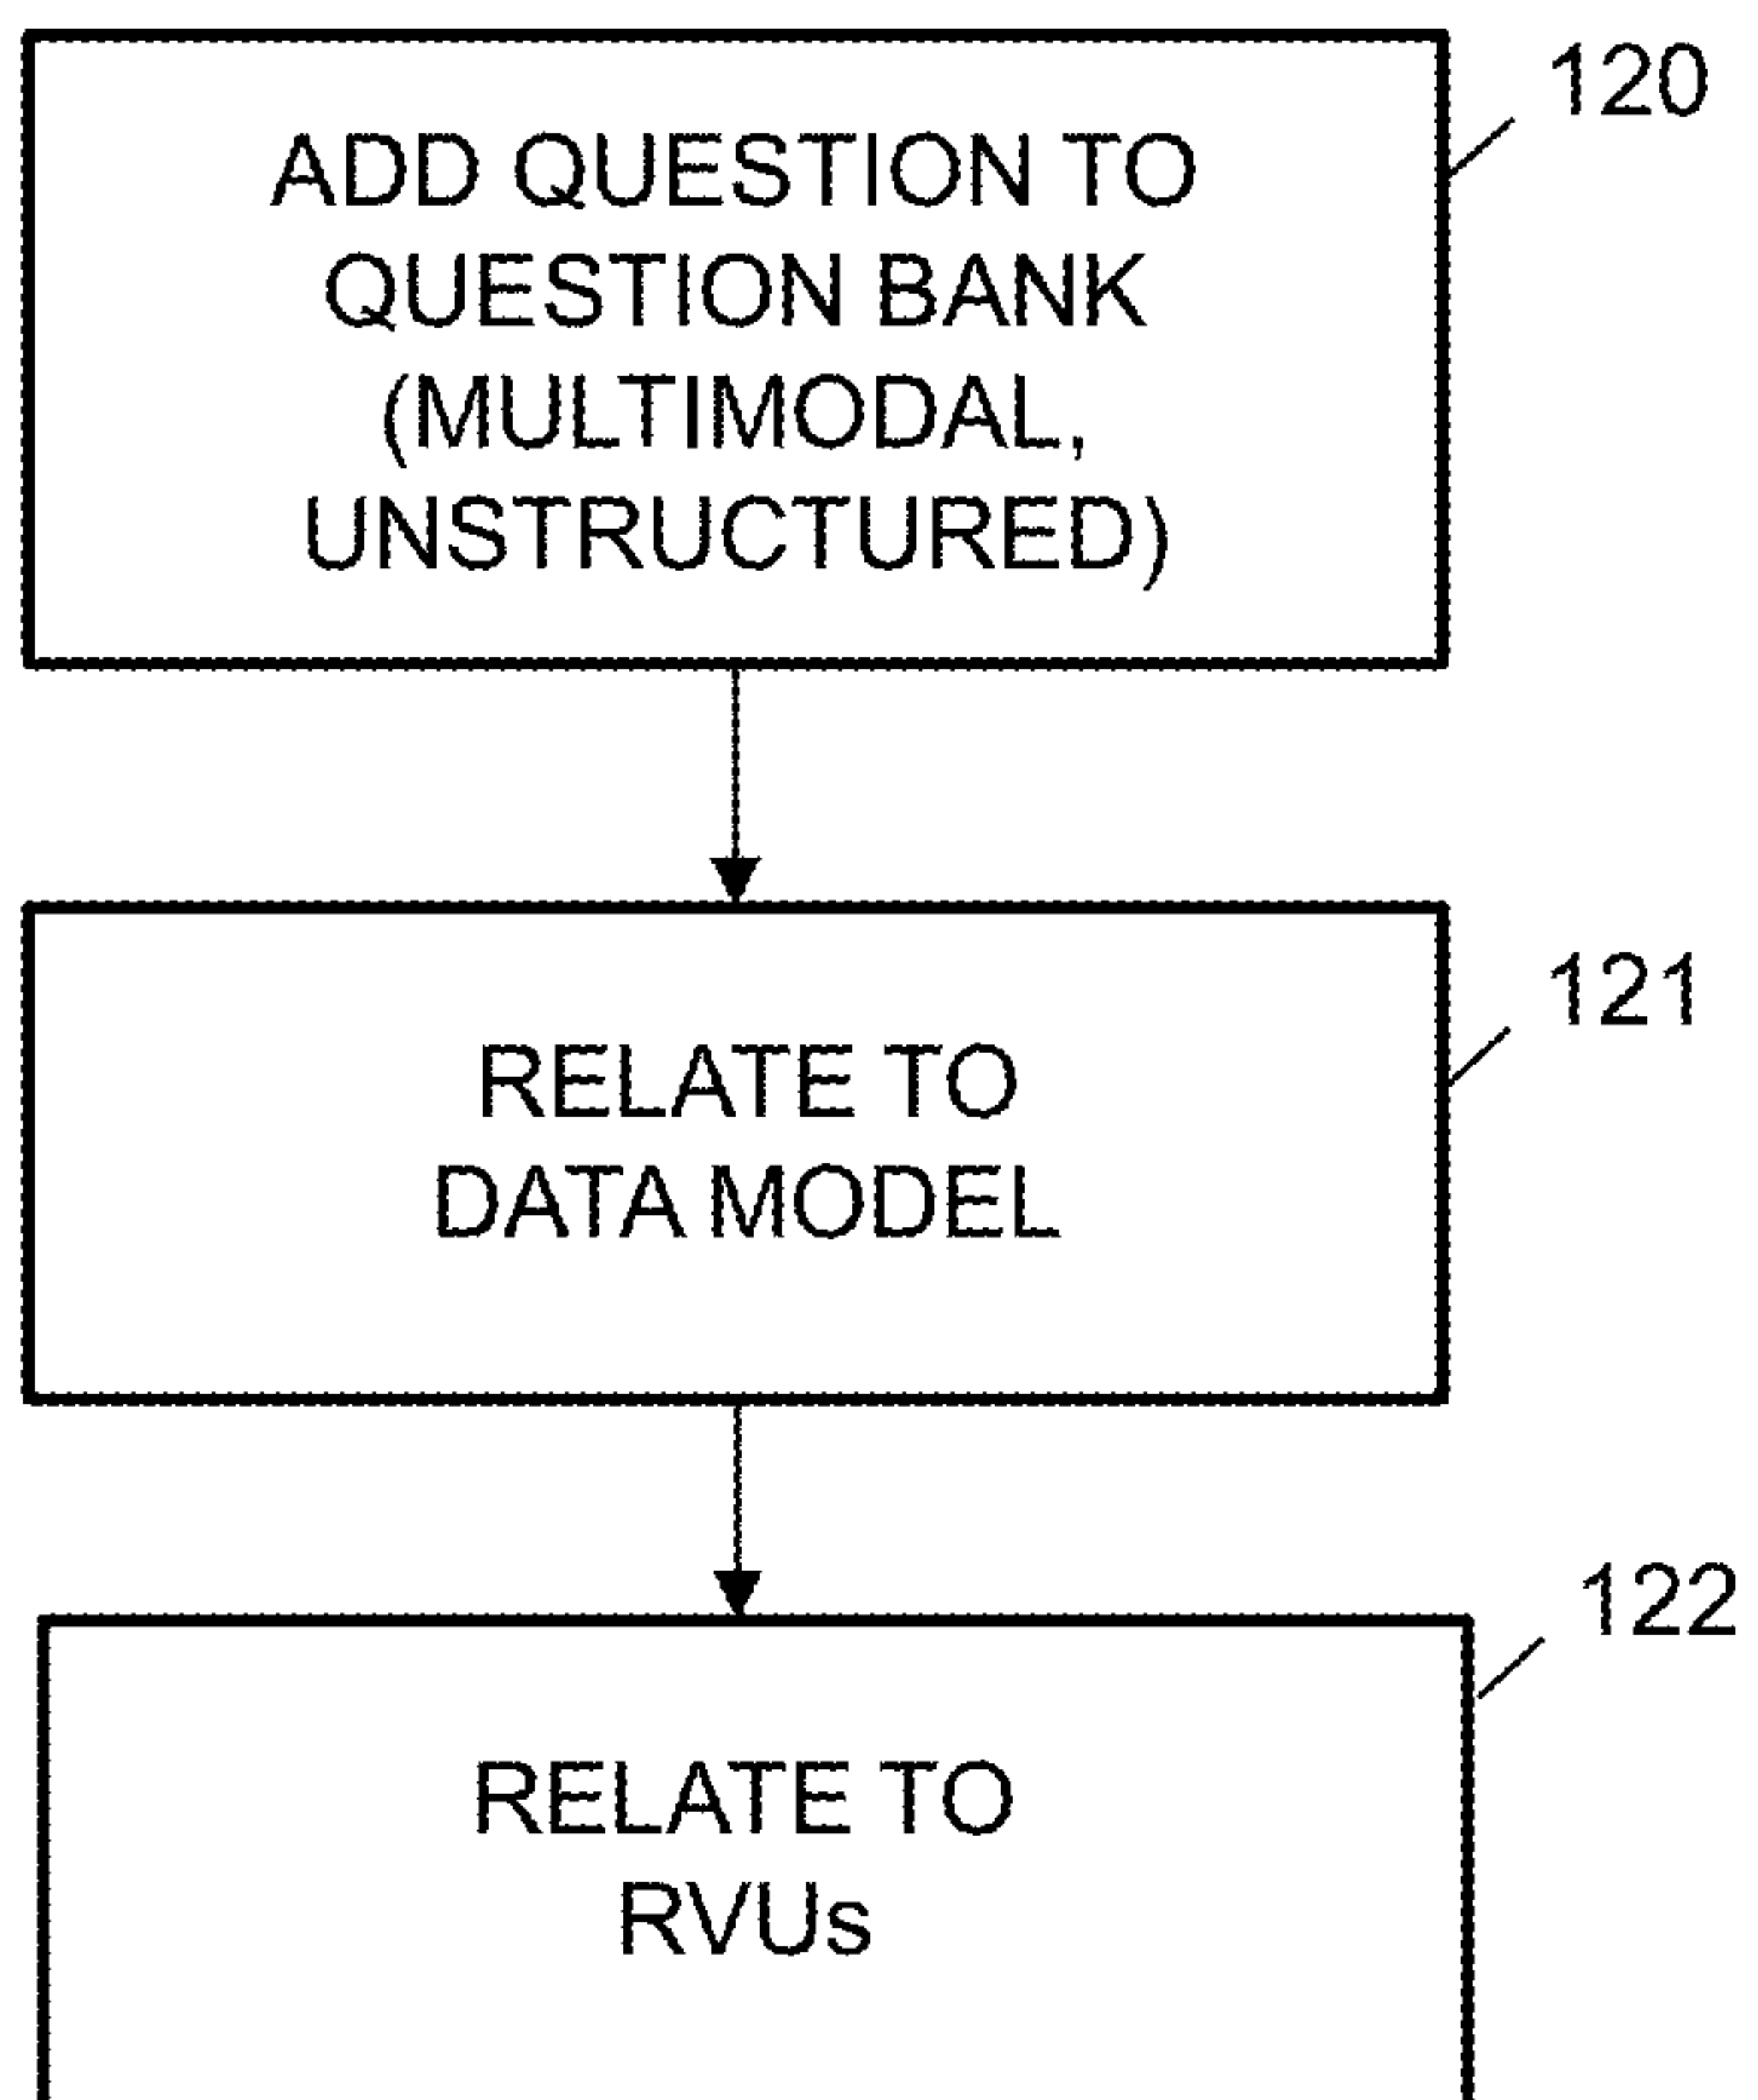 120
ADD QUESTION TO
QUESTION BANK
(MULTIMODAL,
UNSTRUCTURED)
121
RELATE TO
DATA MODEL
122
RELATE TO
RVUs